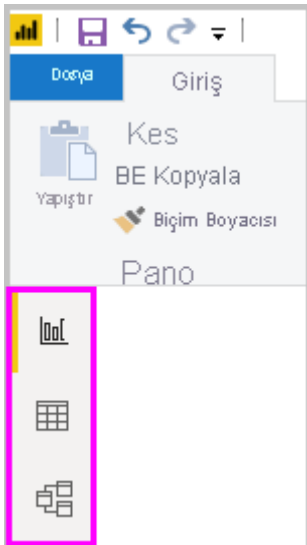 Dosya
Giriş
Kes
BE Kopyala
Yapıştır
Biçim Boyacısı
Pano